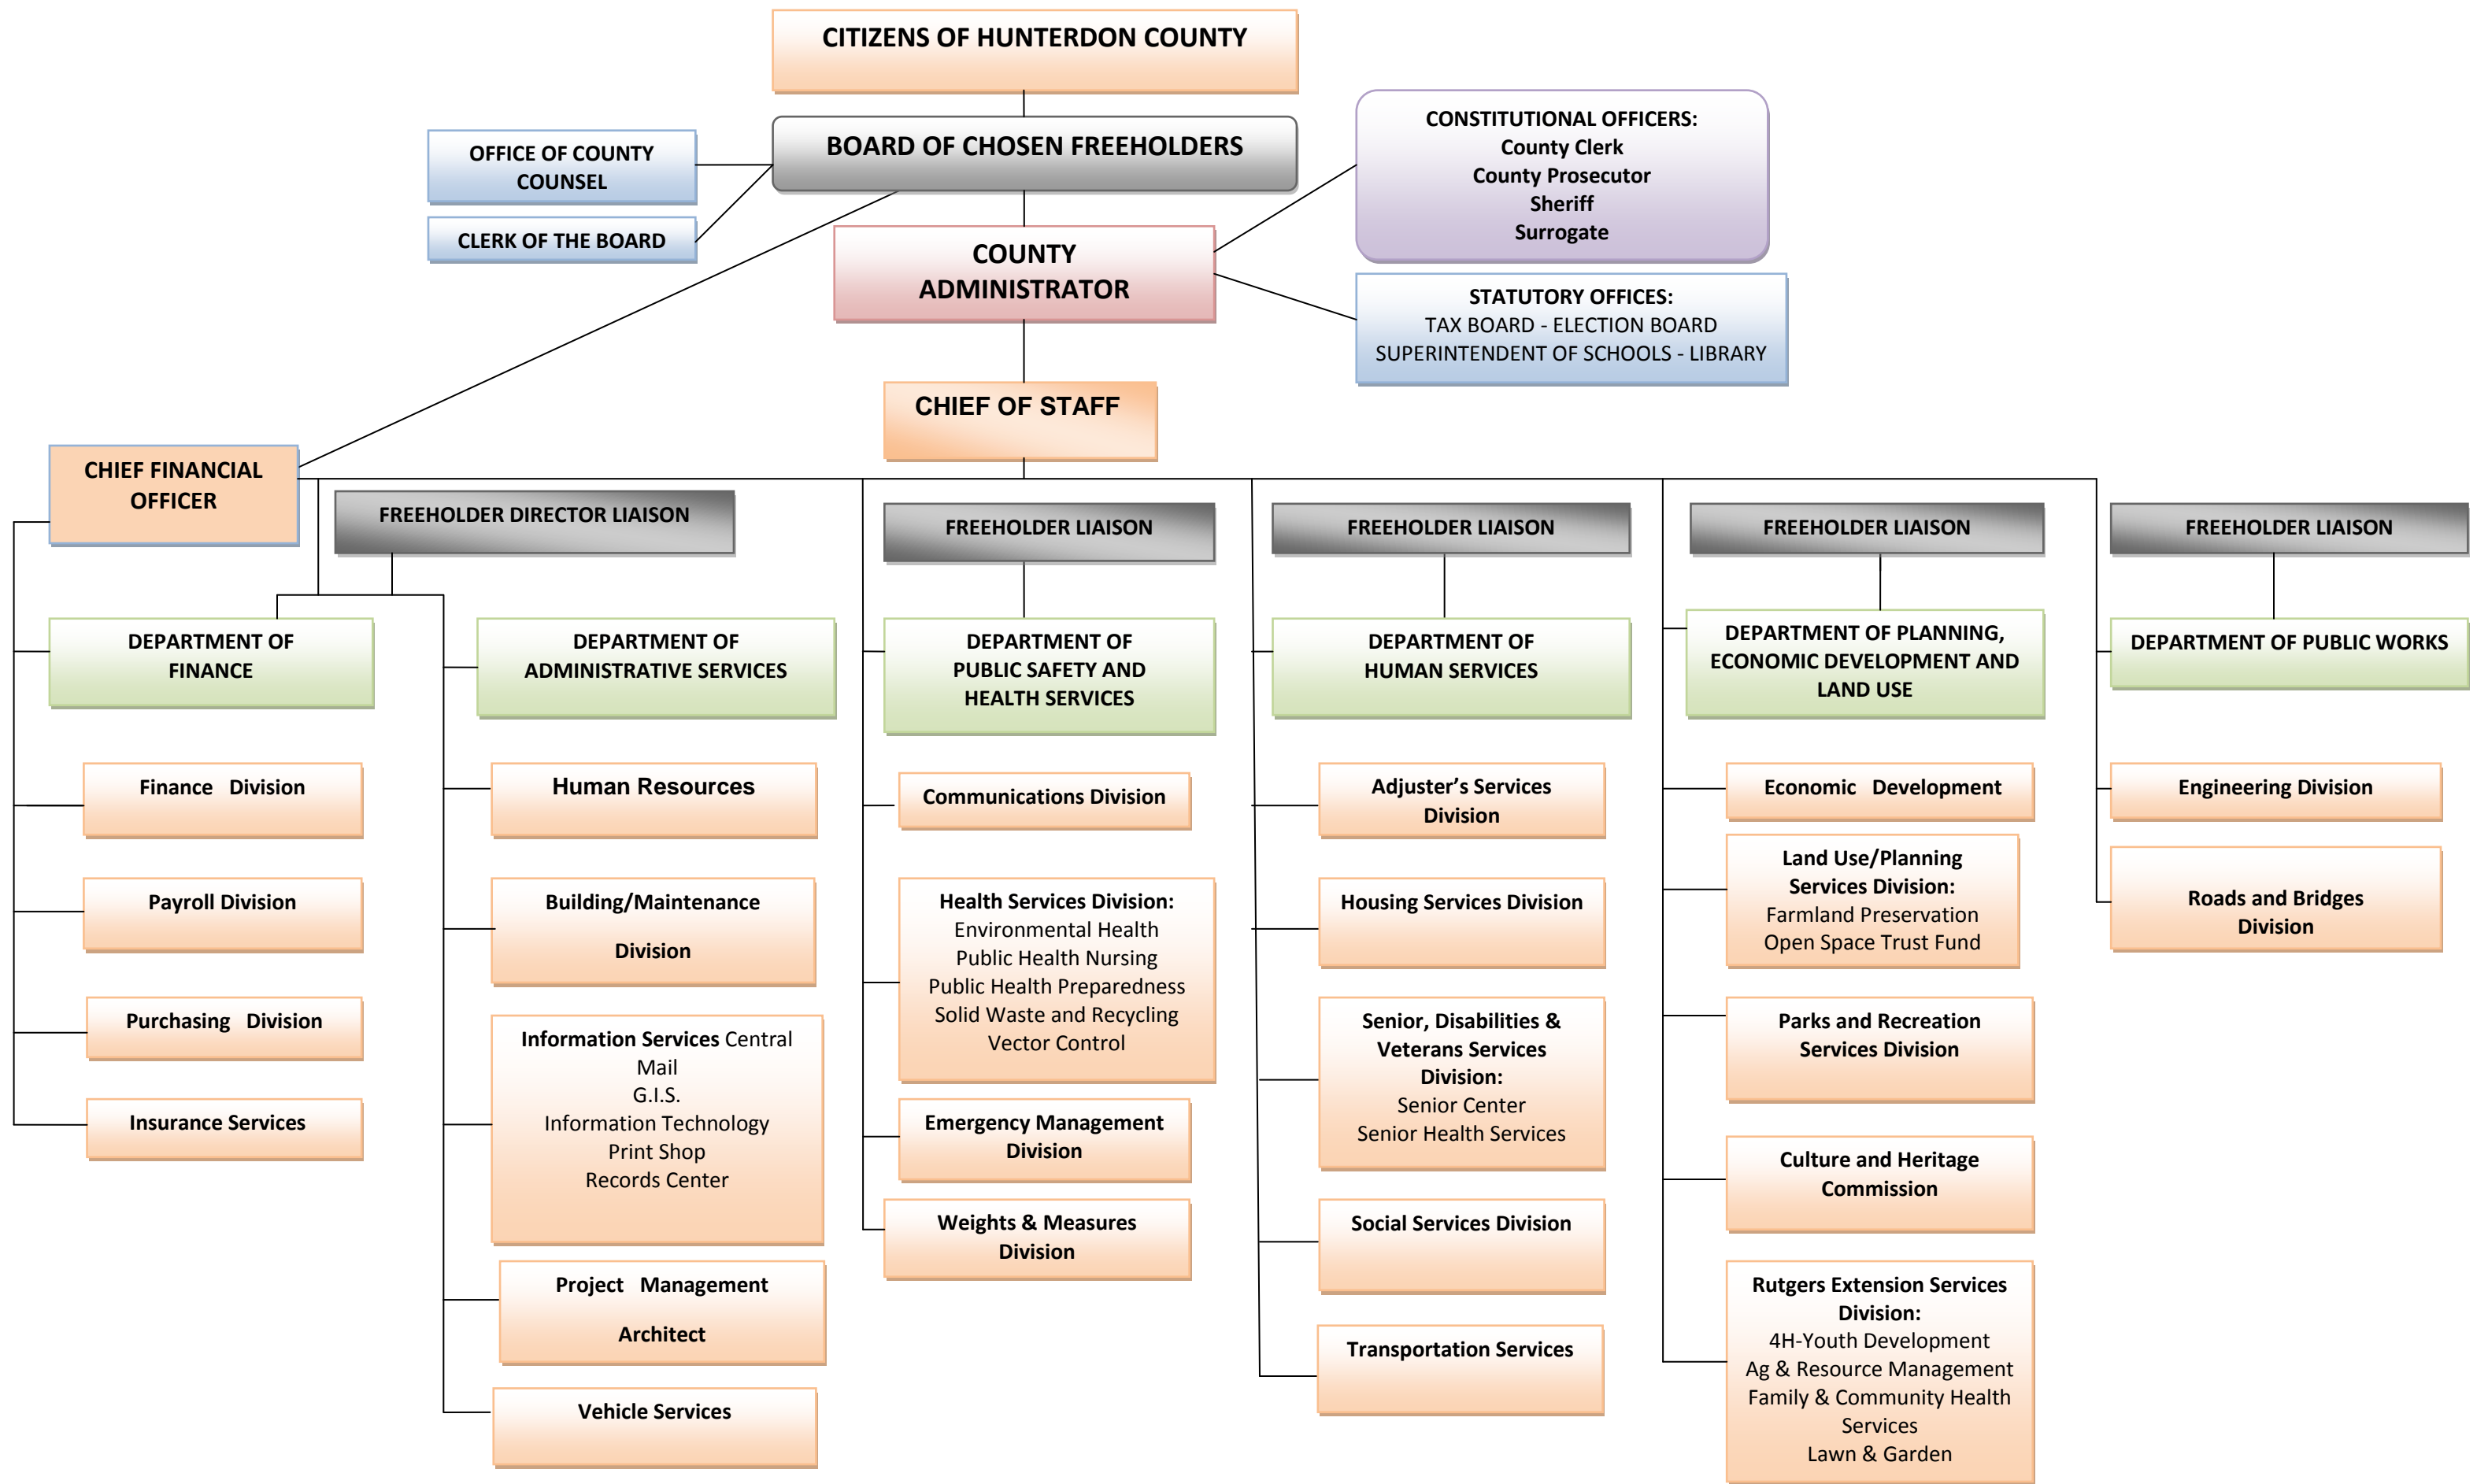 CITIZENS OF HUNTERDON COUNTY
BOARD OF CHOSEN FREEHOLDERS
OFFICE OF COUNTY
COUNSEL
CLERK OF THE BOARD
CONSTITUTIONAL OFFICERS:
County Clerk
County Prosecutor
Sheriff
Surrogate
COUNTY
ADMINISTRATOR
STATUTORY OFFICES:
TAX BOARD - ELECTION BOARD
SUPERINTENDENT OF SCHOOLS - LIBRARY
CHIEF OF STAFF
CHIEF FINANCIAL
OFFICER
FREEHOLDER DIRECTOR LIAISON
FREEHOLDER LIAISON
FREEHOLDER LIAISON
FREEHOLDER LIAISON
FREEHOLDER LIAISON
DEPARTMENT OF
FINANCE
Finance Division
Payroll Division
Purchasing Division
Insurance Services
DEPARTMENT OF
ADMINISTRATIVE SERVICES
Human Resources
Building/Maintenance
Division
Information Services Central
Mail
G.I.S.
Information Technology
Print Shop
Records Center
Project Management
Architect
Vehicle Services
DEPARTMENT OF
PUBLIC SAFETY AND
HEALTH SERVICES
Communications Division
Health Services Division:
Environmental Health
Public Health Nursing
Public Health Preparedness
Solid Waste and Recycling
Vector Control
Emergency Management
Division
Weights & Measures
Division
DEPARTMENT OF
HUMAN SERVICES
Adjuster’s Services
Division
Housing Services Division
Senior, Disabilities &
Veterans Services
Division:
Senior Center
Senior Health Services
Social Services Division
Transportation Services
DEPARTMENT OF PLANNING,
ECONOMIC DEVELOPMENT AND
LAND USE
Economic Development
Land Use/Planning
Services Division:
Farmland Preservation
Open Space Trust Fund
Parks and Recreation
Services Division
Culture and Heritage
Commission
Rutgers Extension Services
Division:
4H-Youth Development
Ag & Resource Management
Family & Community Health
Services
Lawn & Garden
DEPARTMENT OF PUBLIC WORKS
Engineering Division
Roads and Bridges
Division